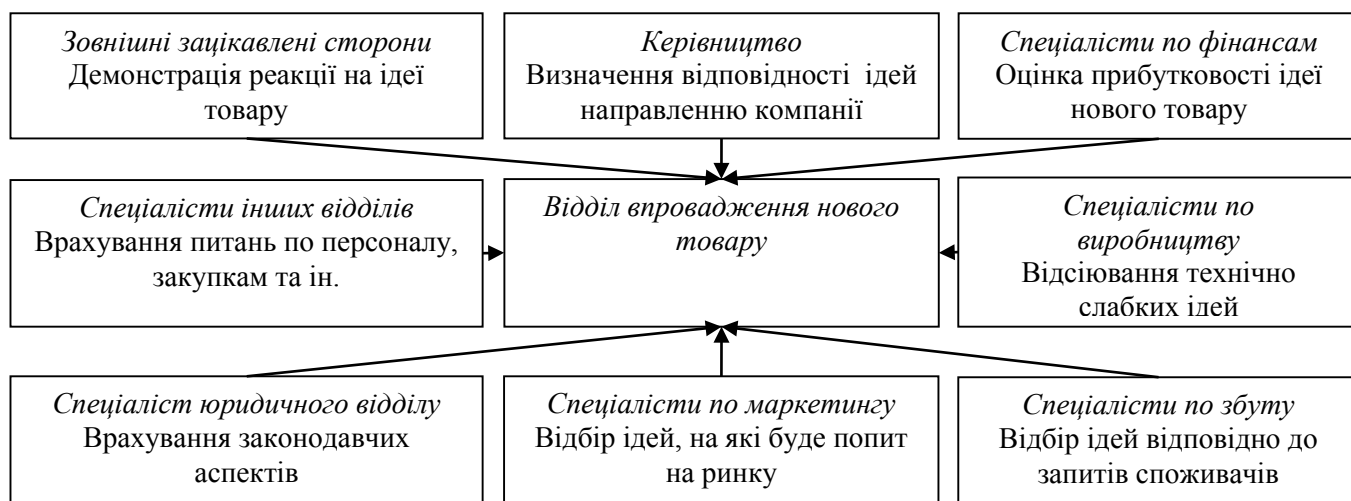 Зовнішні зацікавлені сторони
Демонстрація реакції на ідеї
товару
Керівництво
Визначення відповідності ідей
направленню компанії
Спеціалісти по фінансам
Оцінка прибутковості ідеї
нового товару
Спеціалісти інших відділів
Врахування питань по персоналу,
закупкам та ін.
Відділ впровадження нового
товару
Спеціалісти по
виробництву
Відсіювання технічно
слабких ідей
Спеціаліст юридичного відділу
Врахування законодавчих
аспектів
Спеціалісти по маркетингу
Відбір ідей, на які буде попит
на ринку
Спеціалісти по збуту
Відбір ідей відповідно до
запитів споживачів